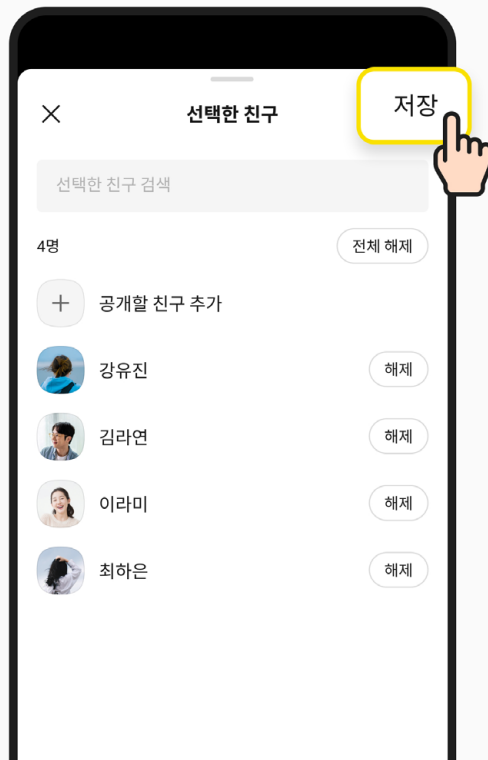 선택한 친구
저장
선택한 친구 검색
4명
전체 해제
공개할 친구 추가
강유진
해제
김라연
해제
이라미
해제
최하은
해제